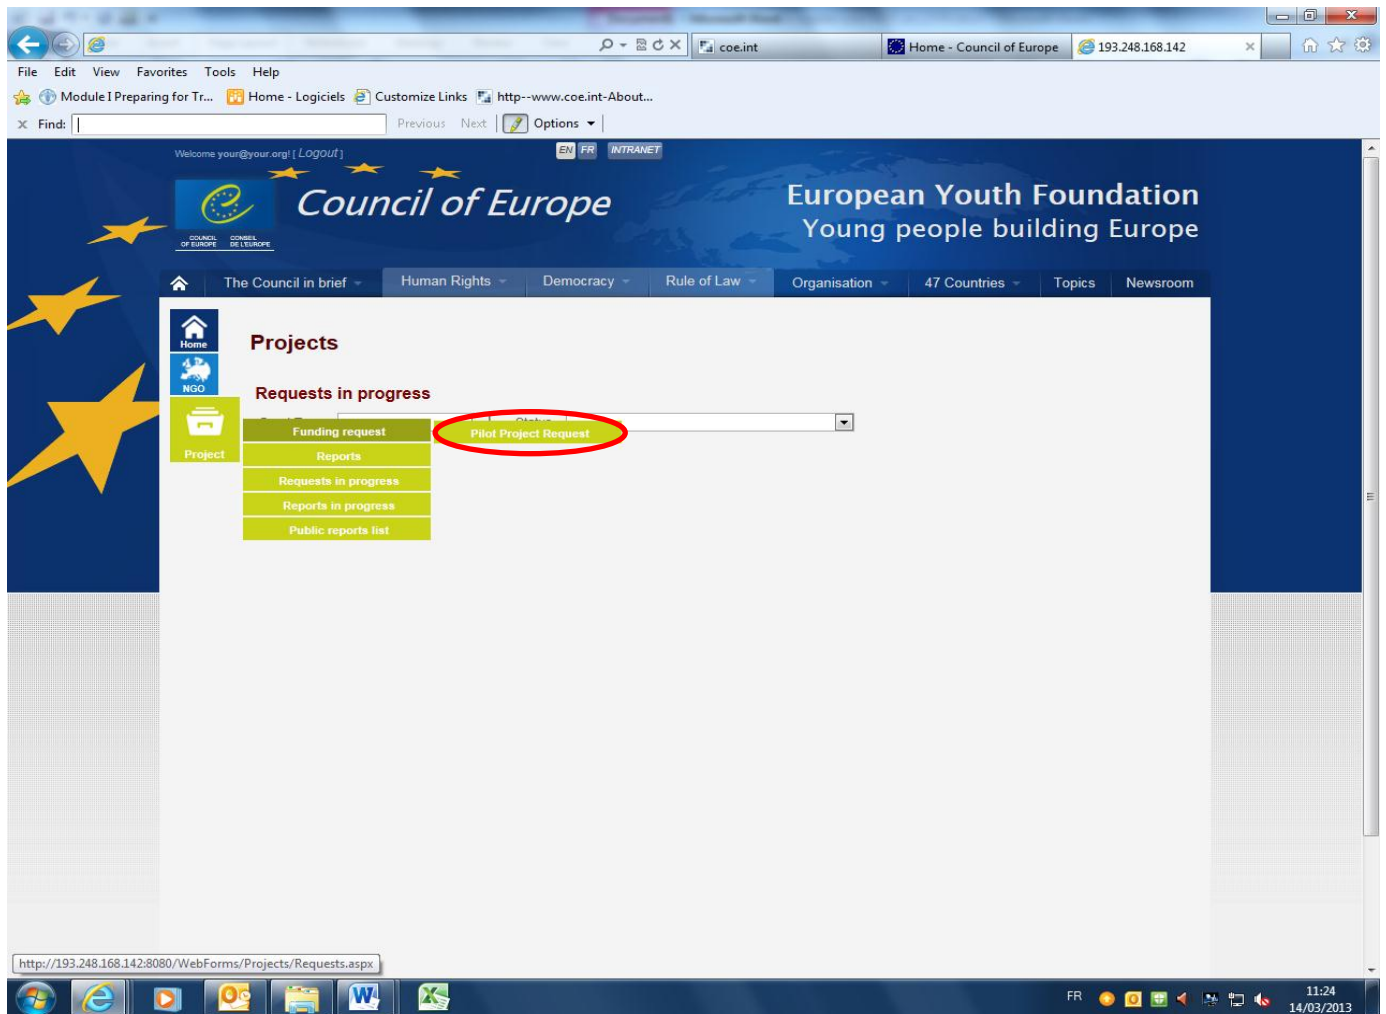 coe.int
Home - Council of Europe
193.248.168.142
File Edit View Favorites Tools Help
Module I Preparing for Tr... Home - Logiciels Customize Links http--www.coe.int-About...
x Find: Previous Next Options
Welcome your@your.org! [ Logout ]
EN FR INTRANET
Council of Europe
European Youth Foundation
Young people building Europe
COUNCIL OF EUROPE
CONSEIL DE L'EUROPE
The Council in brief Human Rights Democracy Rule of Law Organisation 47 Countries Topics Newsroom
Home
NGO
Project
Projects
Requests in progress
Status
Funding request
Pilot Project Request
Reports
Requests in progress
Reports in progress
Public reports list
http://193.248.168.142:8080/WebForms/Projects/Requests.aspx
FR
11:24
14/03/2013